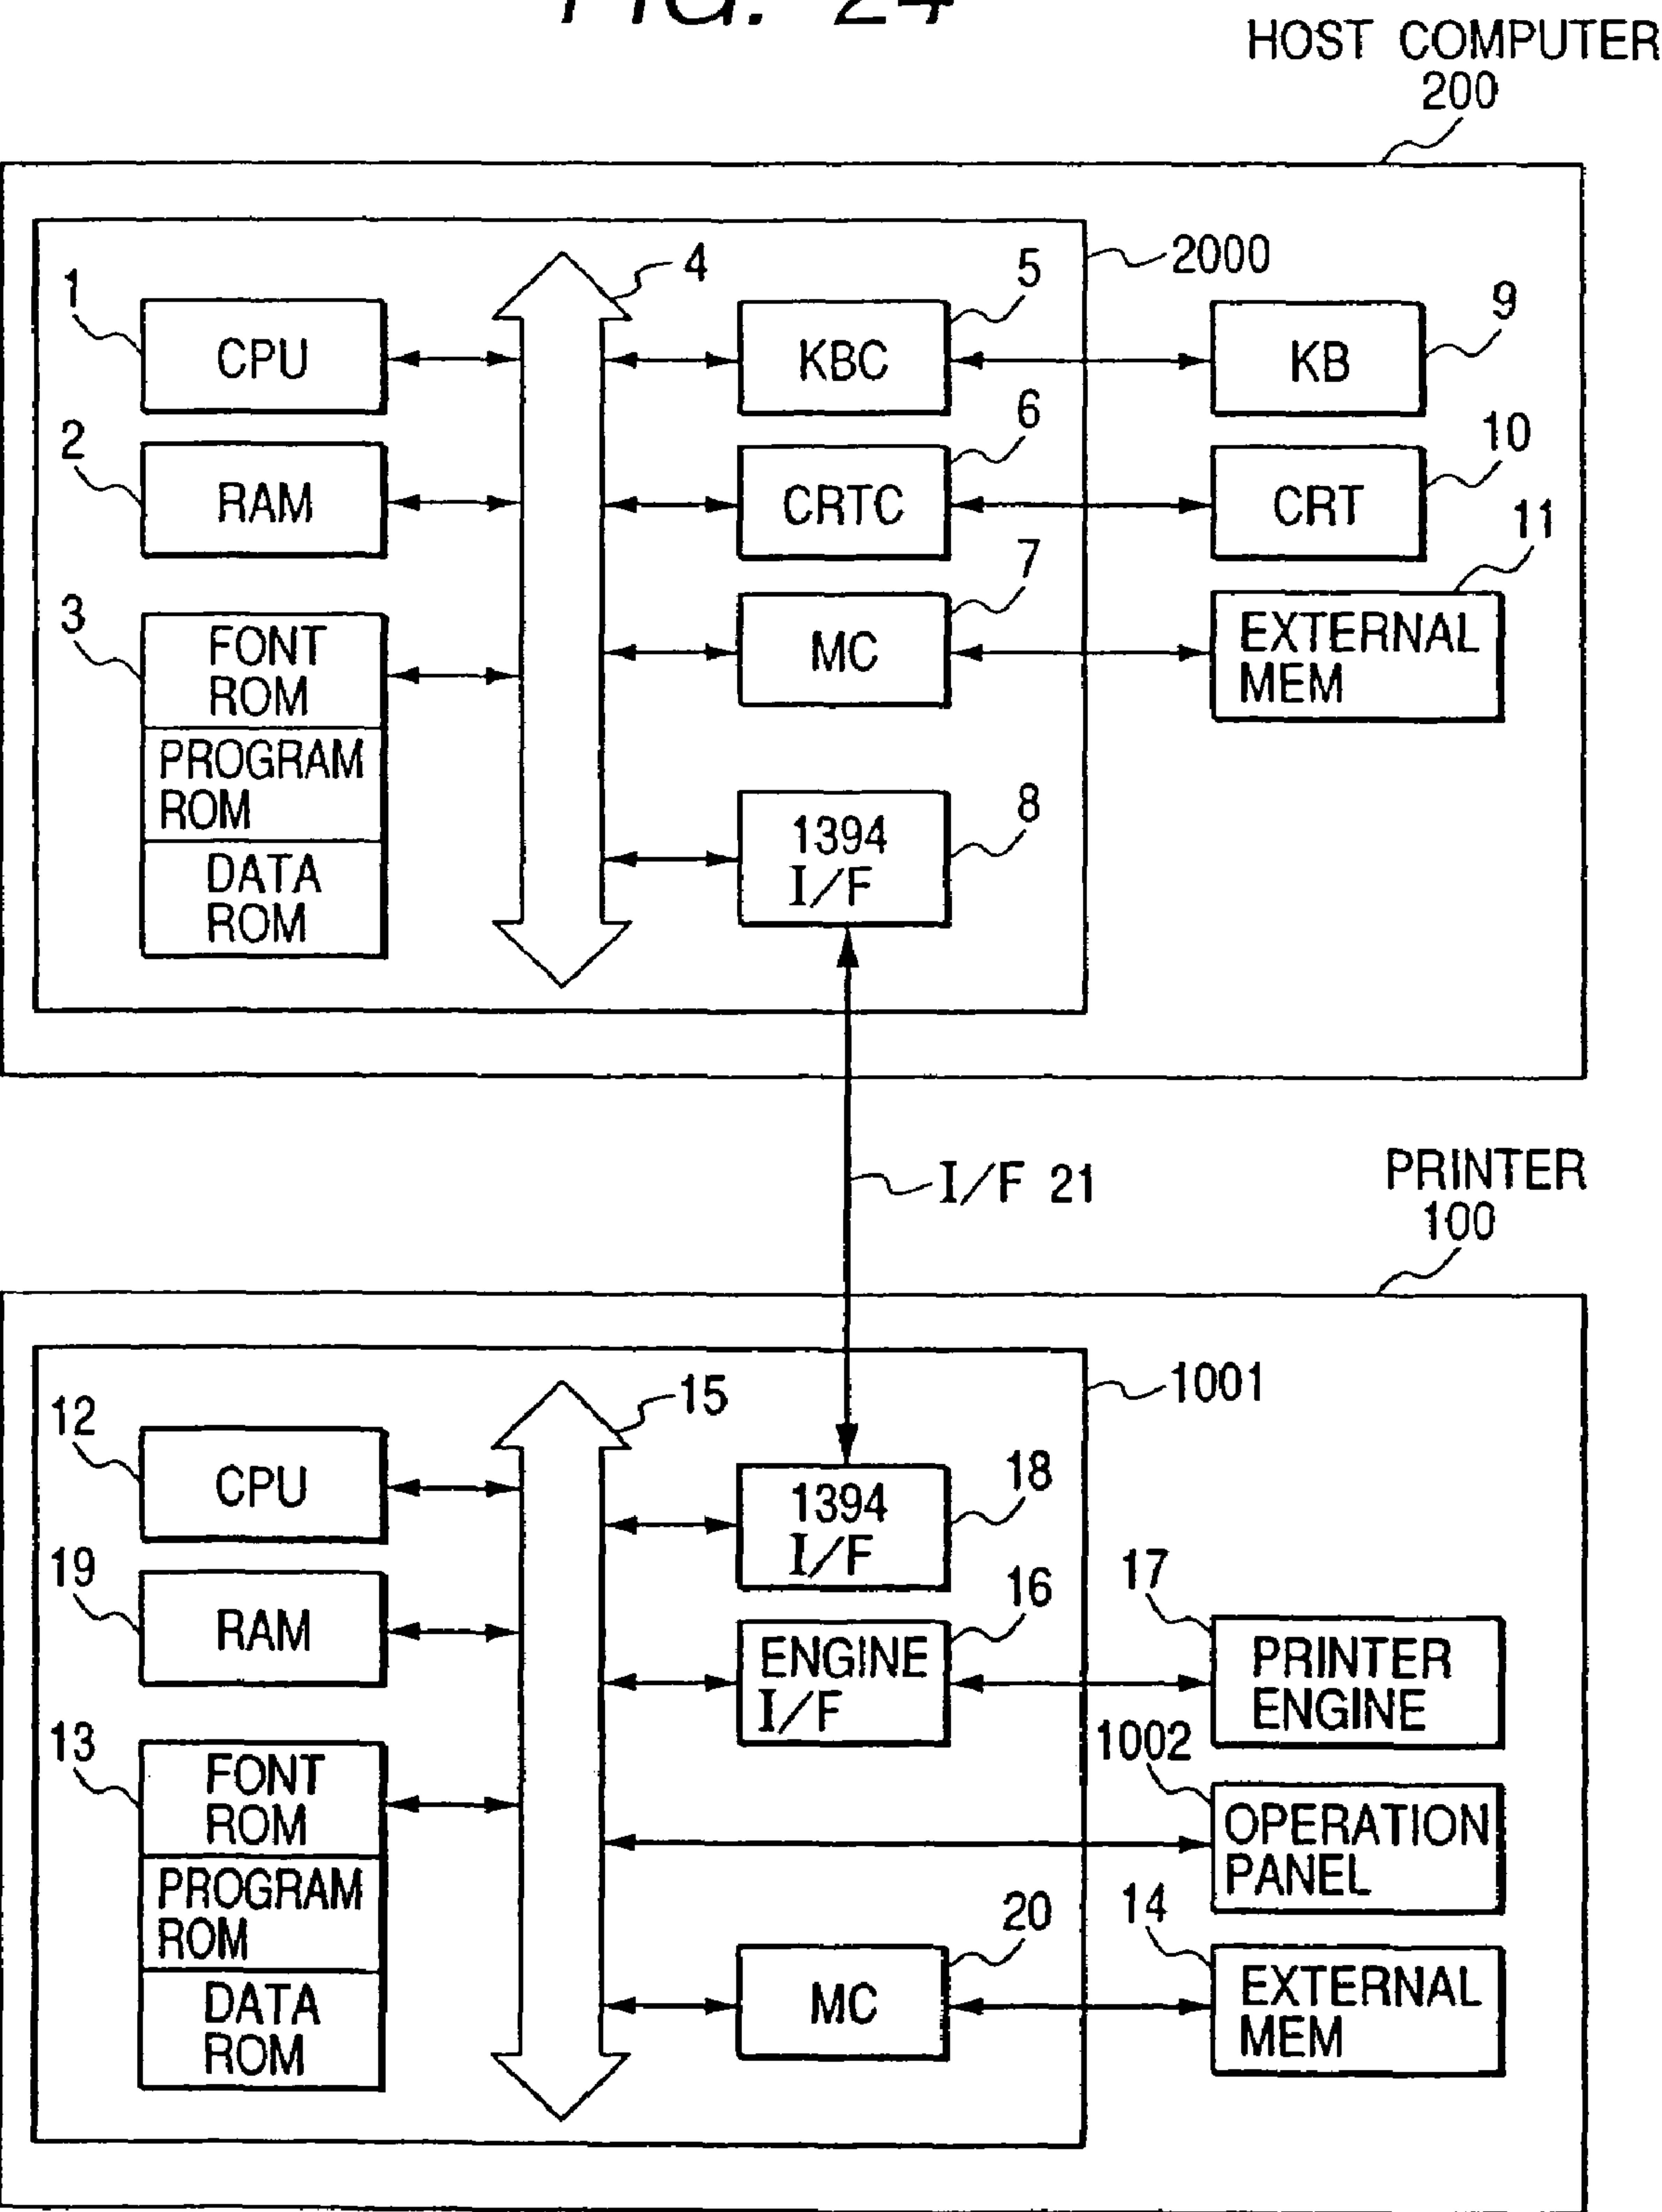 FIG. 24
HOST COMPUTER
200
2000
1
CPU
2
RAM
3
FONT
ROM
PROGRAM
ROM
DATA
ROM
4
5
KBC
6
CRTC
7
MC
8
1394
I/F
9
KB
10
CRT
11
EXTERNAL
MEM
I/F 21
PRINTER
100
1001
12
CPU
19
RAM
13
FONT
ROM
PROGRAM
ROM
DATA
ROM
15
18
1394
I/F
16
ENGINE
I/F
20
MC
17
PRINTER
ENGINE
1002
OPERATION
PANEL
14
EXTERNAL
MEM